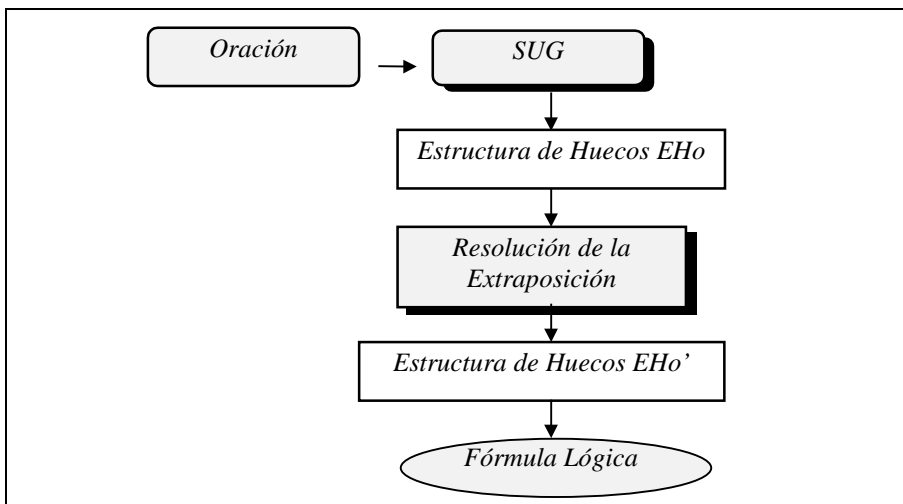 Oración
SUG
Estructura de Huecos EHo
Resolución de la
Extraposición
Estructura de Huecos EHo’
Fórmula Lógica